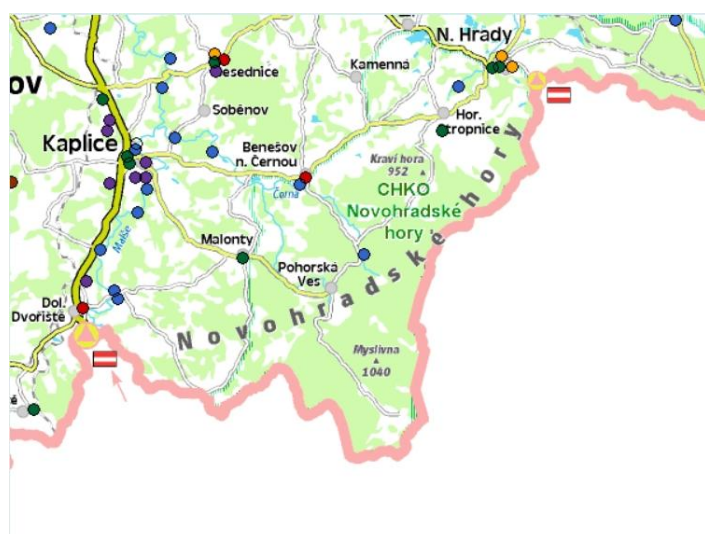 N. Hrady
ov
esednice
Kamenná
Soběnov
Hor.
tropnice
Kaplice
Benešov
n. Černou
Kraví hora
952
CHKO
Novohradské
hory
Černá
Malše
Malonty
Pohorská
Ves
Novohradské hory
Dol.
Dvořiště
Myslivna
1040
é